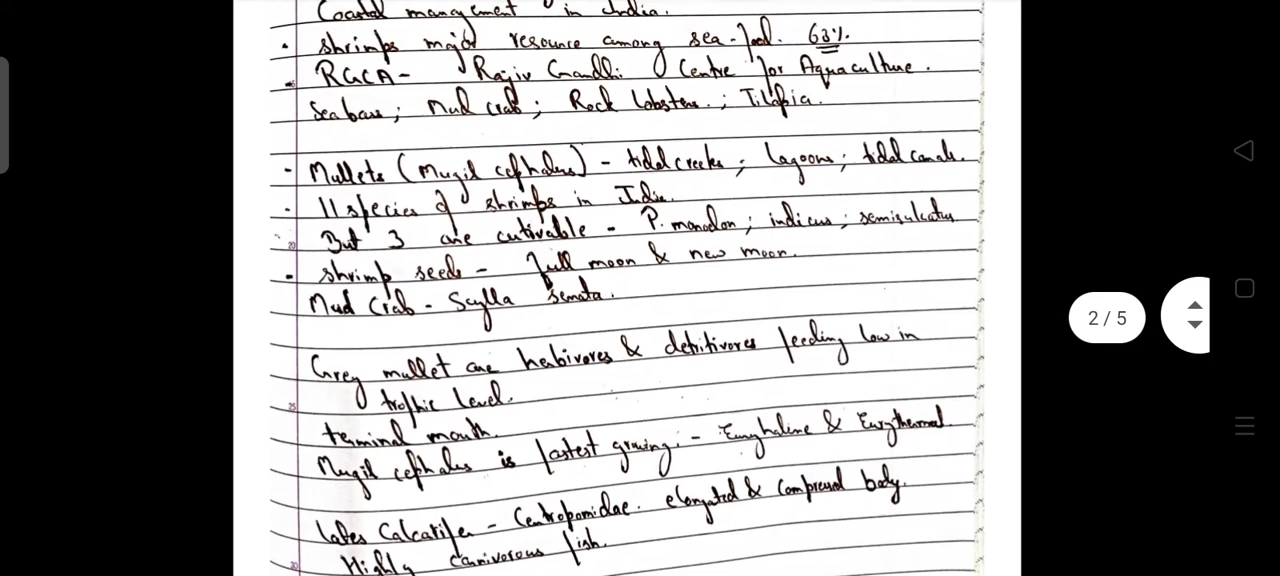 Coastal management in India.
• shrimps major resource among sea-food. 63%.
• RGCA - Rajiv Gandhi Centre for Aquaculture.
Seabass; Mud crab; Rock lobsters; Tilapia.
- Mullets (Mugil cephalus) - tidal creeks; lagoons; tidal canals.
- 11 species of shrimps in India.
But 3 are cultivable - P. monodon; indicus; semisulcatus
20
- shrimp seeds - full moon & new moon.
Mud Crab - Scylla serrata.
Grey mullet are herbivores & detritivores feeding low in
25 trophic level.
terminal mouth.
Mugil cephalus is fastest growing. - Euryhaline & Eurythermal.
Lates Calcarifer - Centropomidae. elongated & compressed body.
30 Highly carnivorous fish.
2 / 5